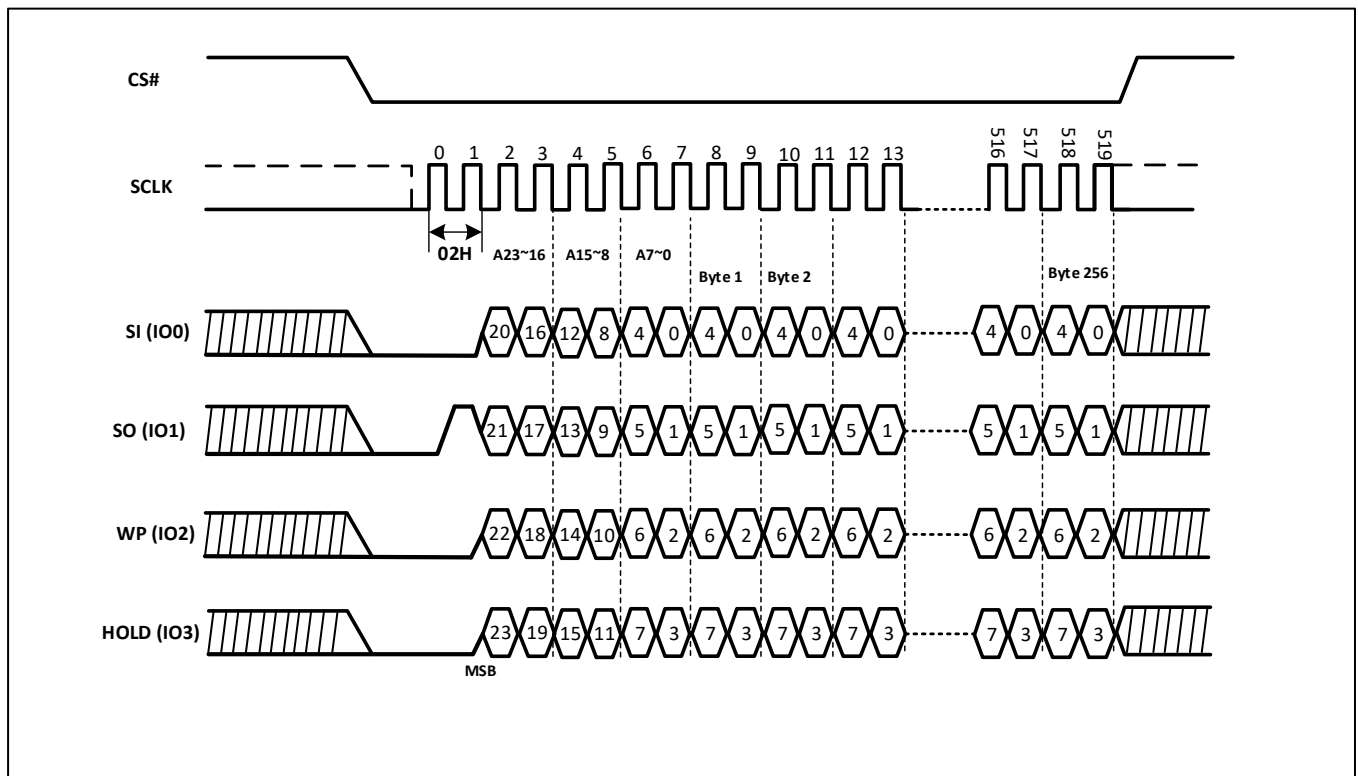 CS#
0 1 2 3 4 5 6 7 8 9 10 11 12 13 516 517 518 519
SCLK
02H A23~16 A15~8 A7~0
Byte 1 Byte 2 Byte 256
SI (IO0) 20 16 12 8 4 0 4 0 4 0 4 0 4 0 4 0
SO (IO1) 21 17 13 9 5 1 5 1 5 1 5 1 5 1 5 1
WP (IO2) 22 18 14 10 6 2 6 2 6 2 6 2 6 2 6 2
HOLD (IO3) 23 19 15 11 7 3 7 3 7 3 7 3 7 3 7 3
MSB